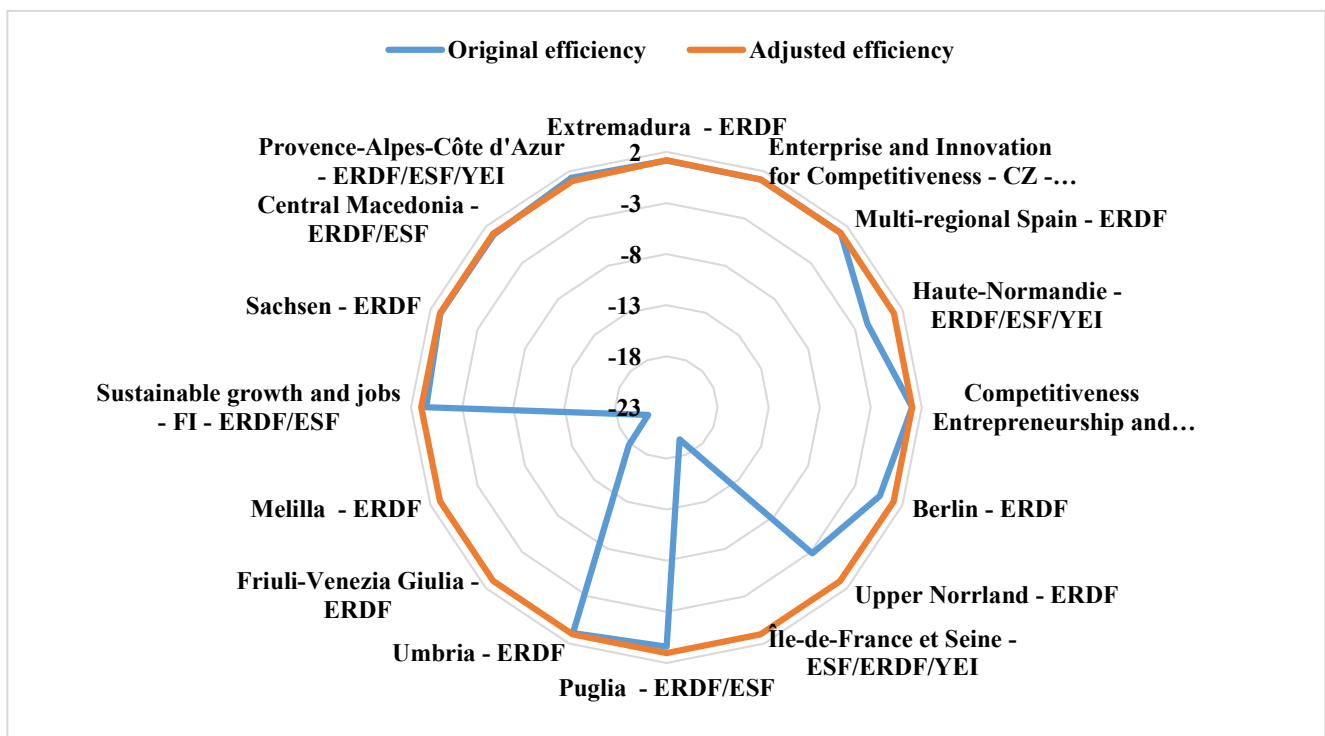 Original efficiency
Adjusted efficiency
Extremadura - ERDF
Enterprise and Innovation
for Competitiveness - CZ -…
Multi-regional Spain - ERDF
Haute-Normandie -
ERDF/ESF/YEI
Competitiveness
Entrepreneurship and…
Berlin - ERDF
Upper Norrland - ERDF
Île-de-France et Seine -
ESF/ERDF/YEI
Puglia - ERDF/ESF
Umbria - ERDF
Friuli-Venezia Giulia -
ERDF
Melilla - ERDF
Sustainable growth and jobs
- FI - ERDF/ESF
Sachsen - ERDF
Central Macedonia -
ERDF/ESF
Provence-Alpes-Côte d'Azur
- ERDF/ESF/YEI
2
-3
-8
-13
-18
-23